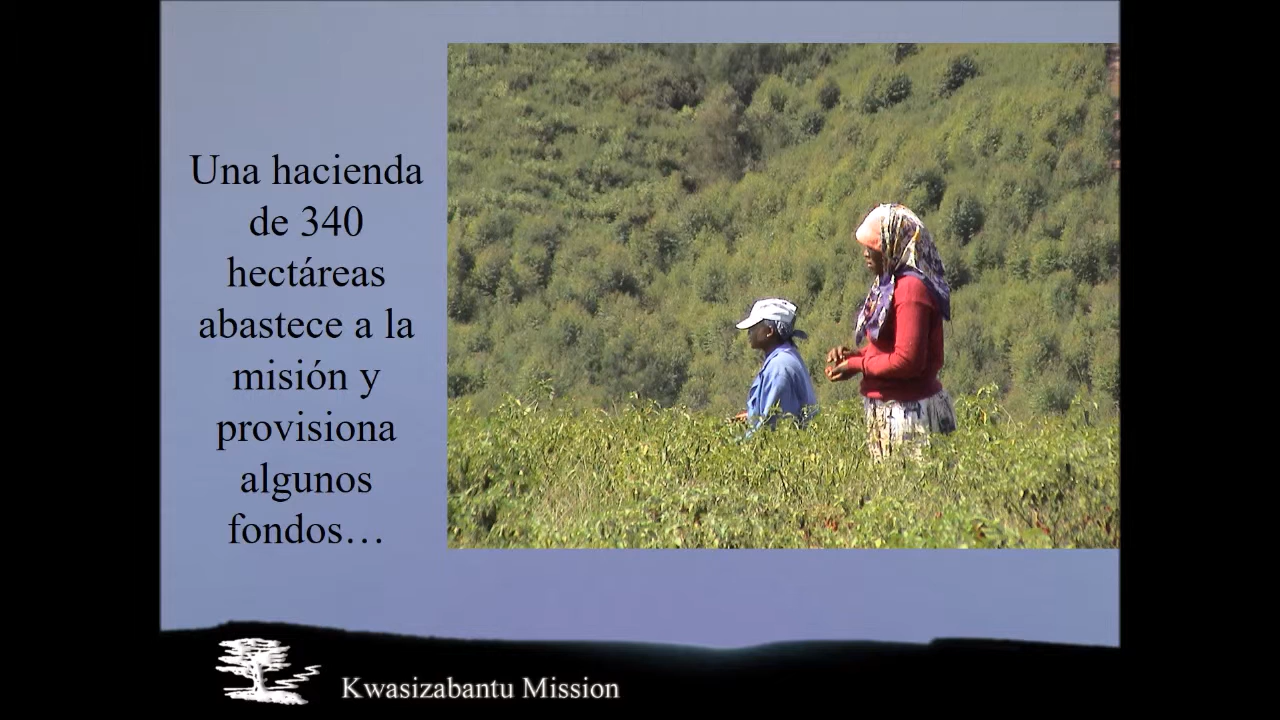 Una hacienda
de 340
hectáreas
abastece a la
misión y
provisiona
algunos
fondos…
Kwasizabantu Mission